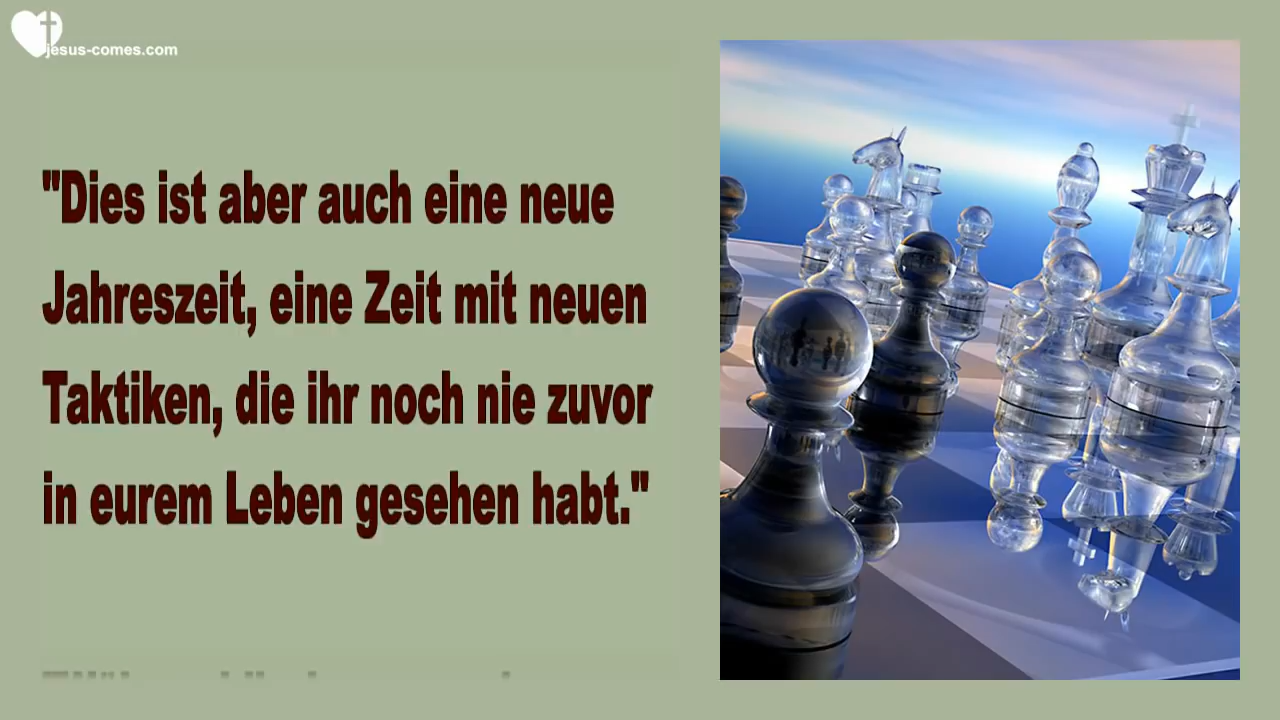 jesus-comes.com
"Dies ist aber auch eine neue
Jahreszeit, eine Zeit mit neuen
Taktiken, die ihr noch nie zuvor
in eurem Leben gesehen habt."